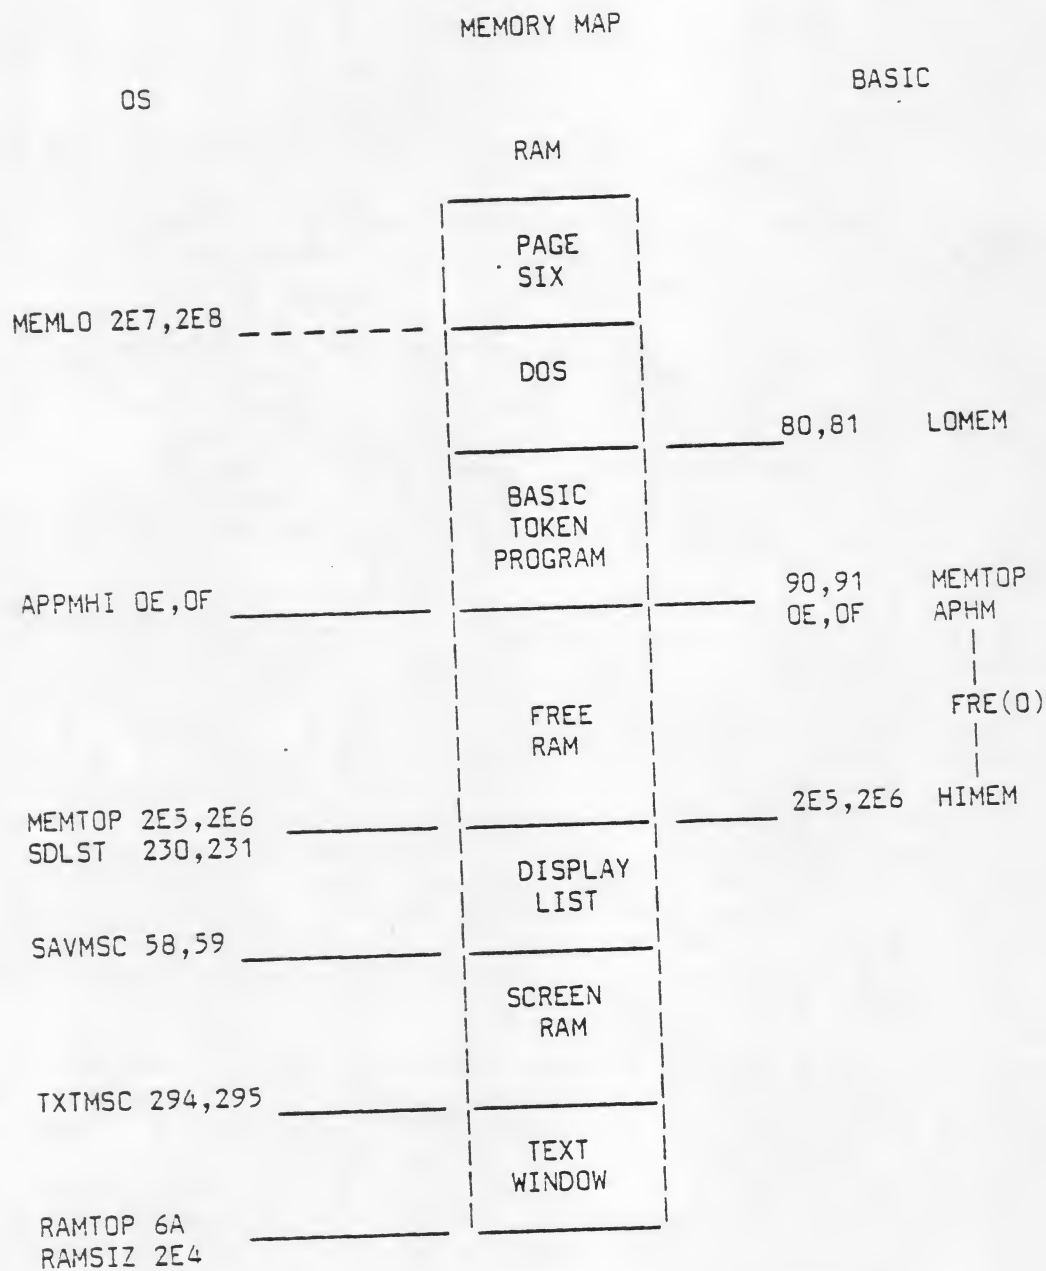 MEMORY MAP
OS
BASIC
RAM
PAGE
SIX
MEMLO 2E7,2E8
DOS
80,81 LOMEM
BASIC
TOKEN
PROGRAM
90,91 MEMTOP
APPMHI 0E,0F
0E,0F APHM
FRE(0)
FREE
RAM
2E5,2E6 HIMEM
MEMTOP 2E5,2E6
SDLST 230,231
DISPLAY
LIST
SAVMSC 58,59
SCREEN
RAM
TXTMSC 294,295
TEXT
WINDOW
RAMTOP 6A
RAMSIZ 2E4